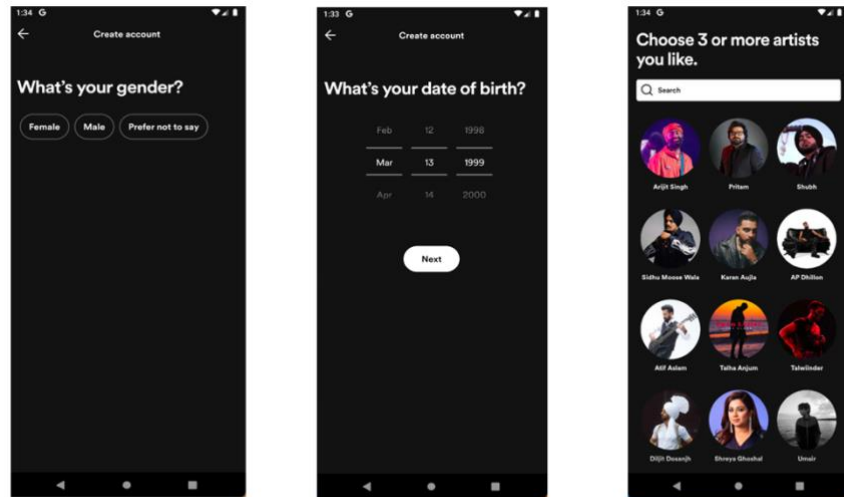 1:34 G
Create account
What's your gender?
Female Male Prefer not to say
1:33 G
Create account
What's your date of birth?
Feb 12 1998
Mar 13 1999
Apr 14 2000
Next
1:34 G
Choose 3 or more artists
you like.
Search
Arijit Singh Pritam Shubh
Sidhu Moose Wala Karan Aujla AP Dhillon
Atif Aslam Talha Anjum Talwiinder
Diljit Dosanjh Shreya Ghoshal Umair